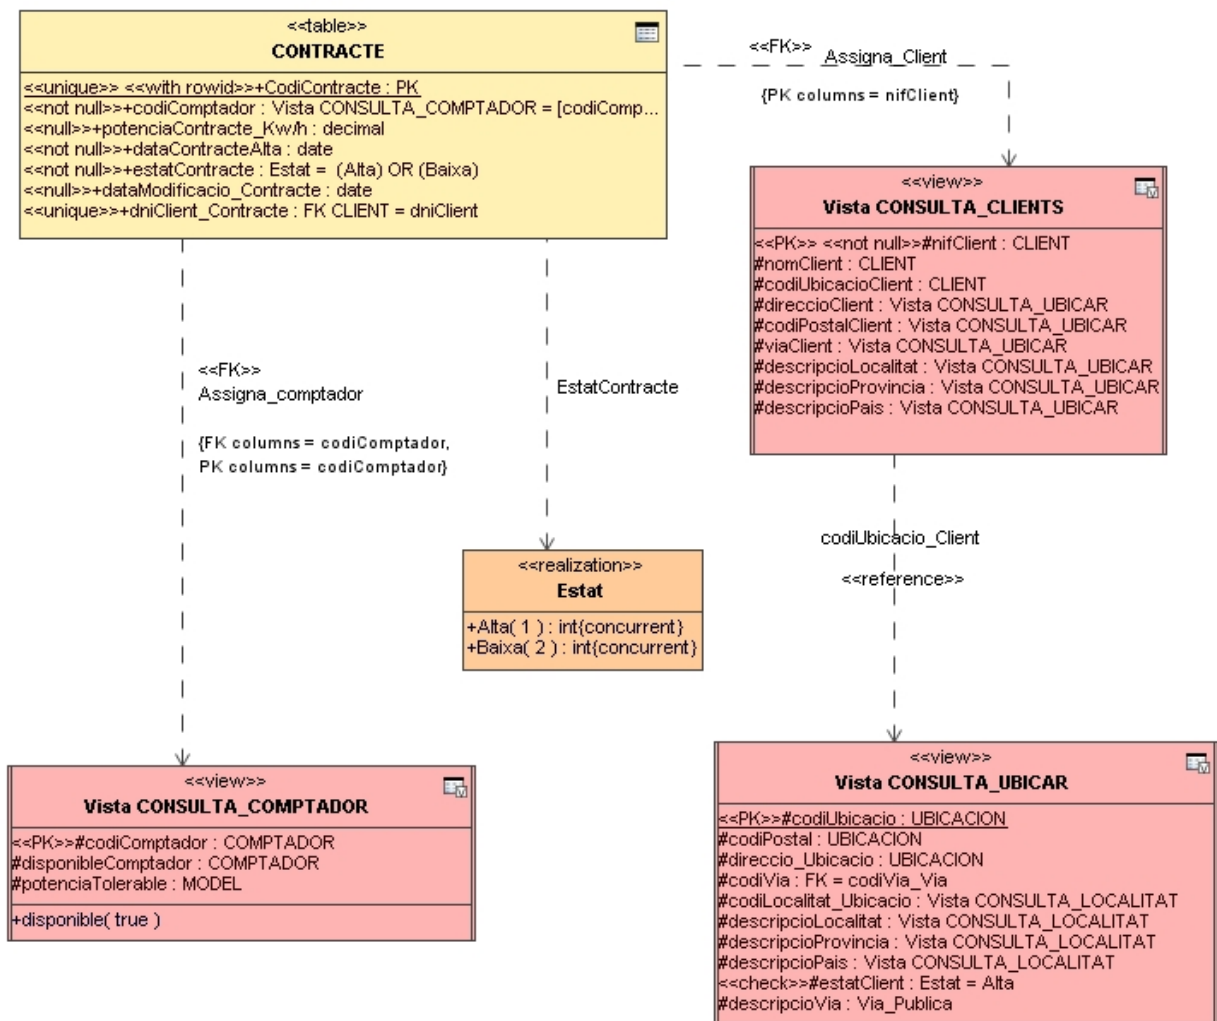 <<table>>
CONTRACTE
<<unique>> <<with rowid>>+CodiContracte : PK
<<not null>>+codiComptador : Vista CONSULTA_COMPTADOR = [codiComp...
<<null>>+potenciaContracte_Kw/h : decimal
<<not null>>+dataContracteAlta : date
<<not null>>+estatContracte : Estat =  (Alta) OR (Baixa)
<<null>>+dataModificacio_Contracte : date
<<unique>>+dniClient_Contracte : FK CLIENT = dniClient
<<FK>>
Assigna_Client
{PK columns = nifClient}
<<view>>
Vista CONSULTA_CLIENTS
<<PK>> <<not null>>#nifClient : CLIENT
#nomClient : CLIENT
#codiUbicacioClient : CLIENT
#direccioClient : Vista CONSULTA_UBICAR
#codiPostalClient : Vista CONSULTA_UBICAR
#viaClient : Vista CONSULTA_UBICAR
#descripcioLocalitat : Vista CONSULTA_UBICAR
#descripcioProvincia : Vista CONSULTA_UBICAR
#descripcioPais : Vista CONSULTA_UBICAR
<<FK>>
Assigna_comptador
{FK columns = codiComptador,
PK columns = codiComptador}
EstatContracte
codiUbicacio_Client
<<reference>>
<<realization>>
Estat
+Alta( 1 ) : int{concurrent}
+Baixa( 2 ) : int{concurrent}
<<view>>
Vista CONSULTA_COMPTADOR
<<PK>>#codiComptador : COMPTADOR
#disponibleComptador : COMPTADOR
#potenciaTolerable : MODEL
+disponible( true )
<<view>>
Vista CONSULTA_UBICAR
<<PK>>#codiUbicacio : UBICACION
#codiPostal : UBICACION
#direccio_Ubicacio : UBICACION
#codiVia : FK = codiVia_Via
#codiLocalitat_Ubicacio : Vista CONSULTA_LOCALITAT
#descripcioLocalitat : Vista CONSULTA_LOCALITAT
#descripcioProvincia : Vista CONSULTA_LOCALITAT
#descripcioPais : Vista CONSULTA_LOCALITAT
<<check>>#estatClient : Estat = Alta
#descripcioVia : Via_Publica